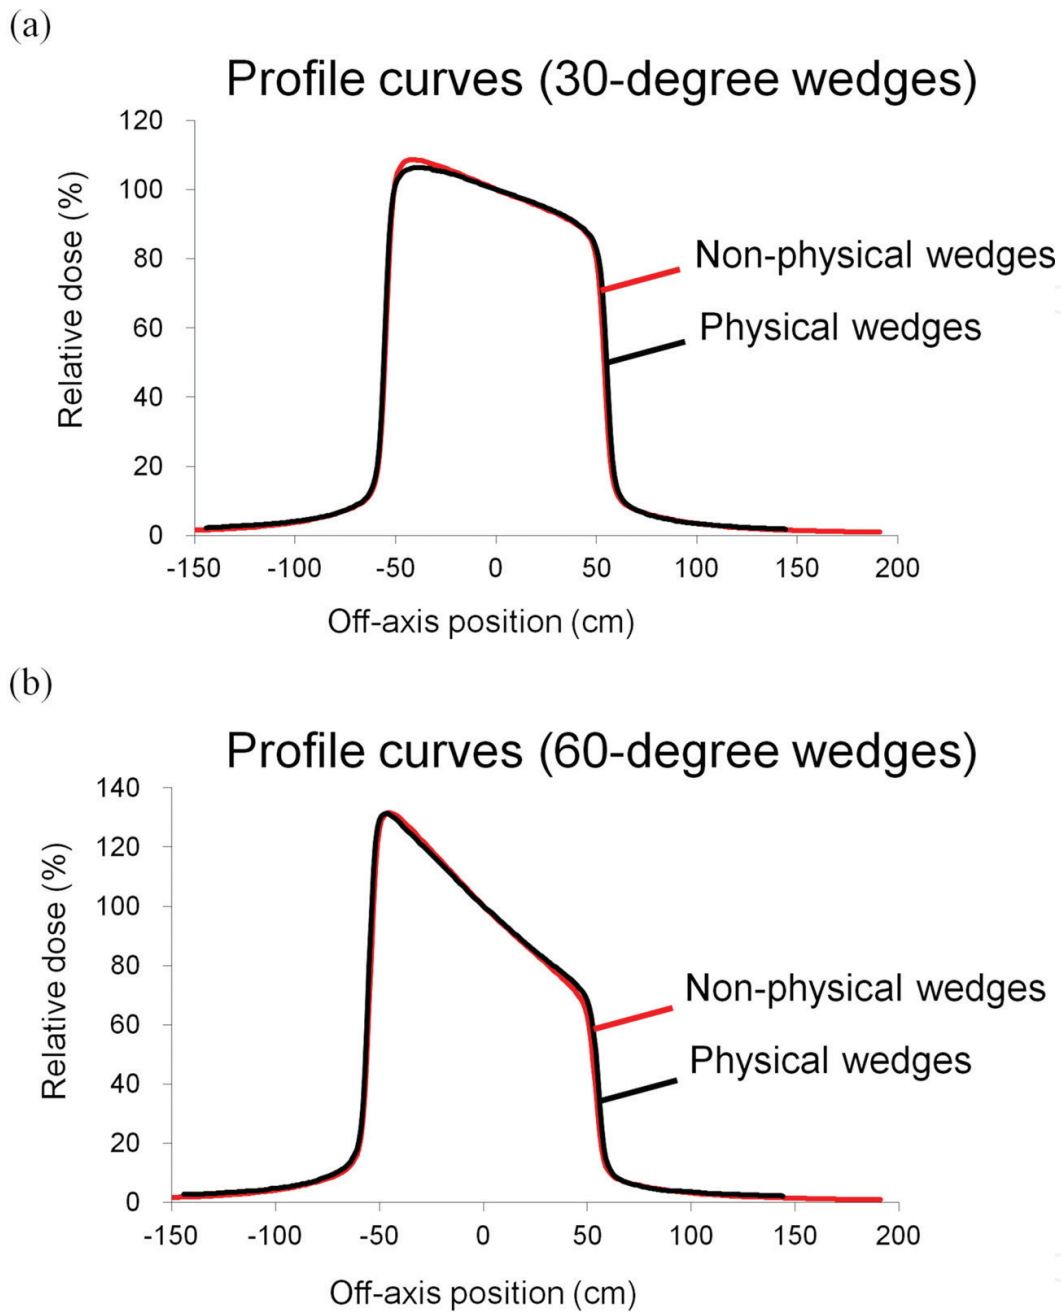 (a)
Profile curves (30-degree wedges)
120
100
80
60
40
20
0
Relative dose (%)
Non-physical wedges
Physical wedges
-150 -100 -50 0 50 100 150 200
Off-axis position (cm)
(b)
Profile curves (60-degree wedges)
140
120
100
80
60
40
20
0
Relative dose (%)
Non-physical wedges
Physical wedges
-150 -100 -50 0 50 100 150 200
Off-axis position (cm)